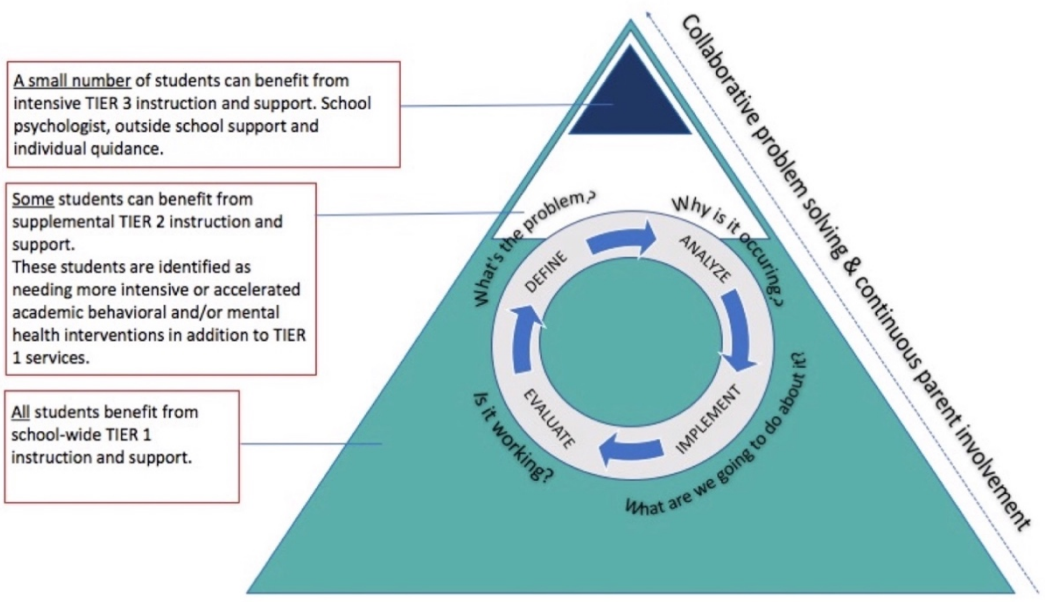 A small number of students can benefit from
intensive TIER 3 instruction and support. School
psychologist, outside school support and
individual quidance.
Some students can benefit from
supplemental TIER 2 instruction and
support.
These students are identified as
needing more intensive or accelerated
academic behavioral and/or mental
health interventions in addition to TIER
1 services.
All students benefit from
school-wide TIER 1
instruction and support.
What's the problem?
Why is it occuring?
DEFINE
ANALYZE
EVALUATE
IMPLEMENT
Is it working?
What are we going to do about it?
Collaborative problem solving & continuous parent involvement